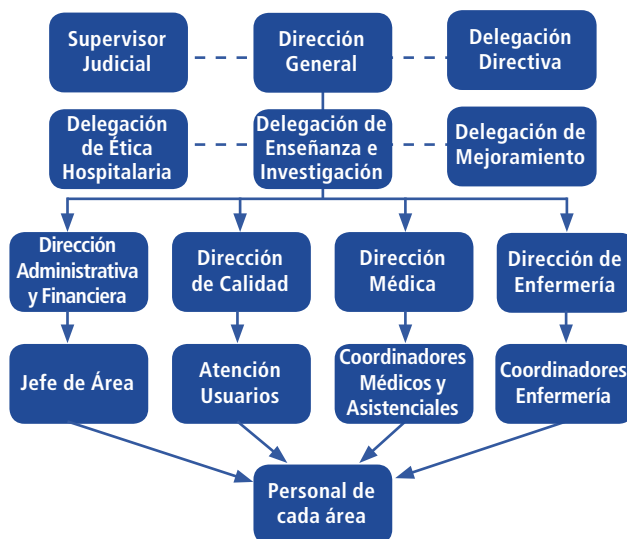 Supervisor
Judicial
Dirección
General
Delegación
Directiva
Delegación
de Ética
Hospitalaria
Delegación de
Enseñanza e
Investigación
Delegación de
Mejoramiento
Dirección
Administrativa
y Financiera
Dirección
de Calidad
Dirección
Médica
Dirección de
Enfermería
Jefe de Área
Atención
Usuarios
Coordinadores
Médicos y
Asistenciales
Coordinadores
Enfermería
Personal de
cada área